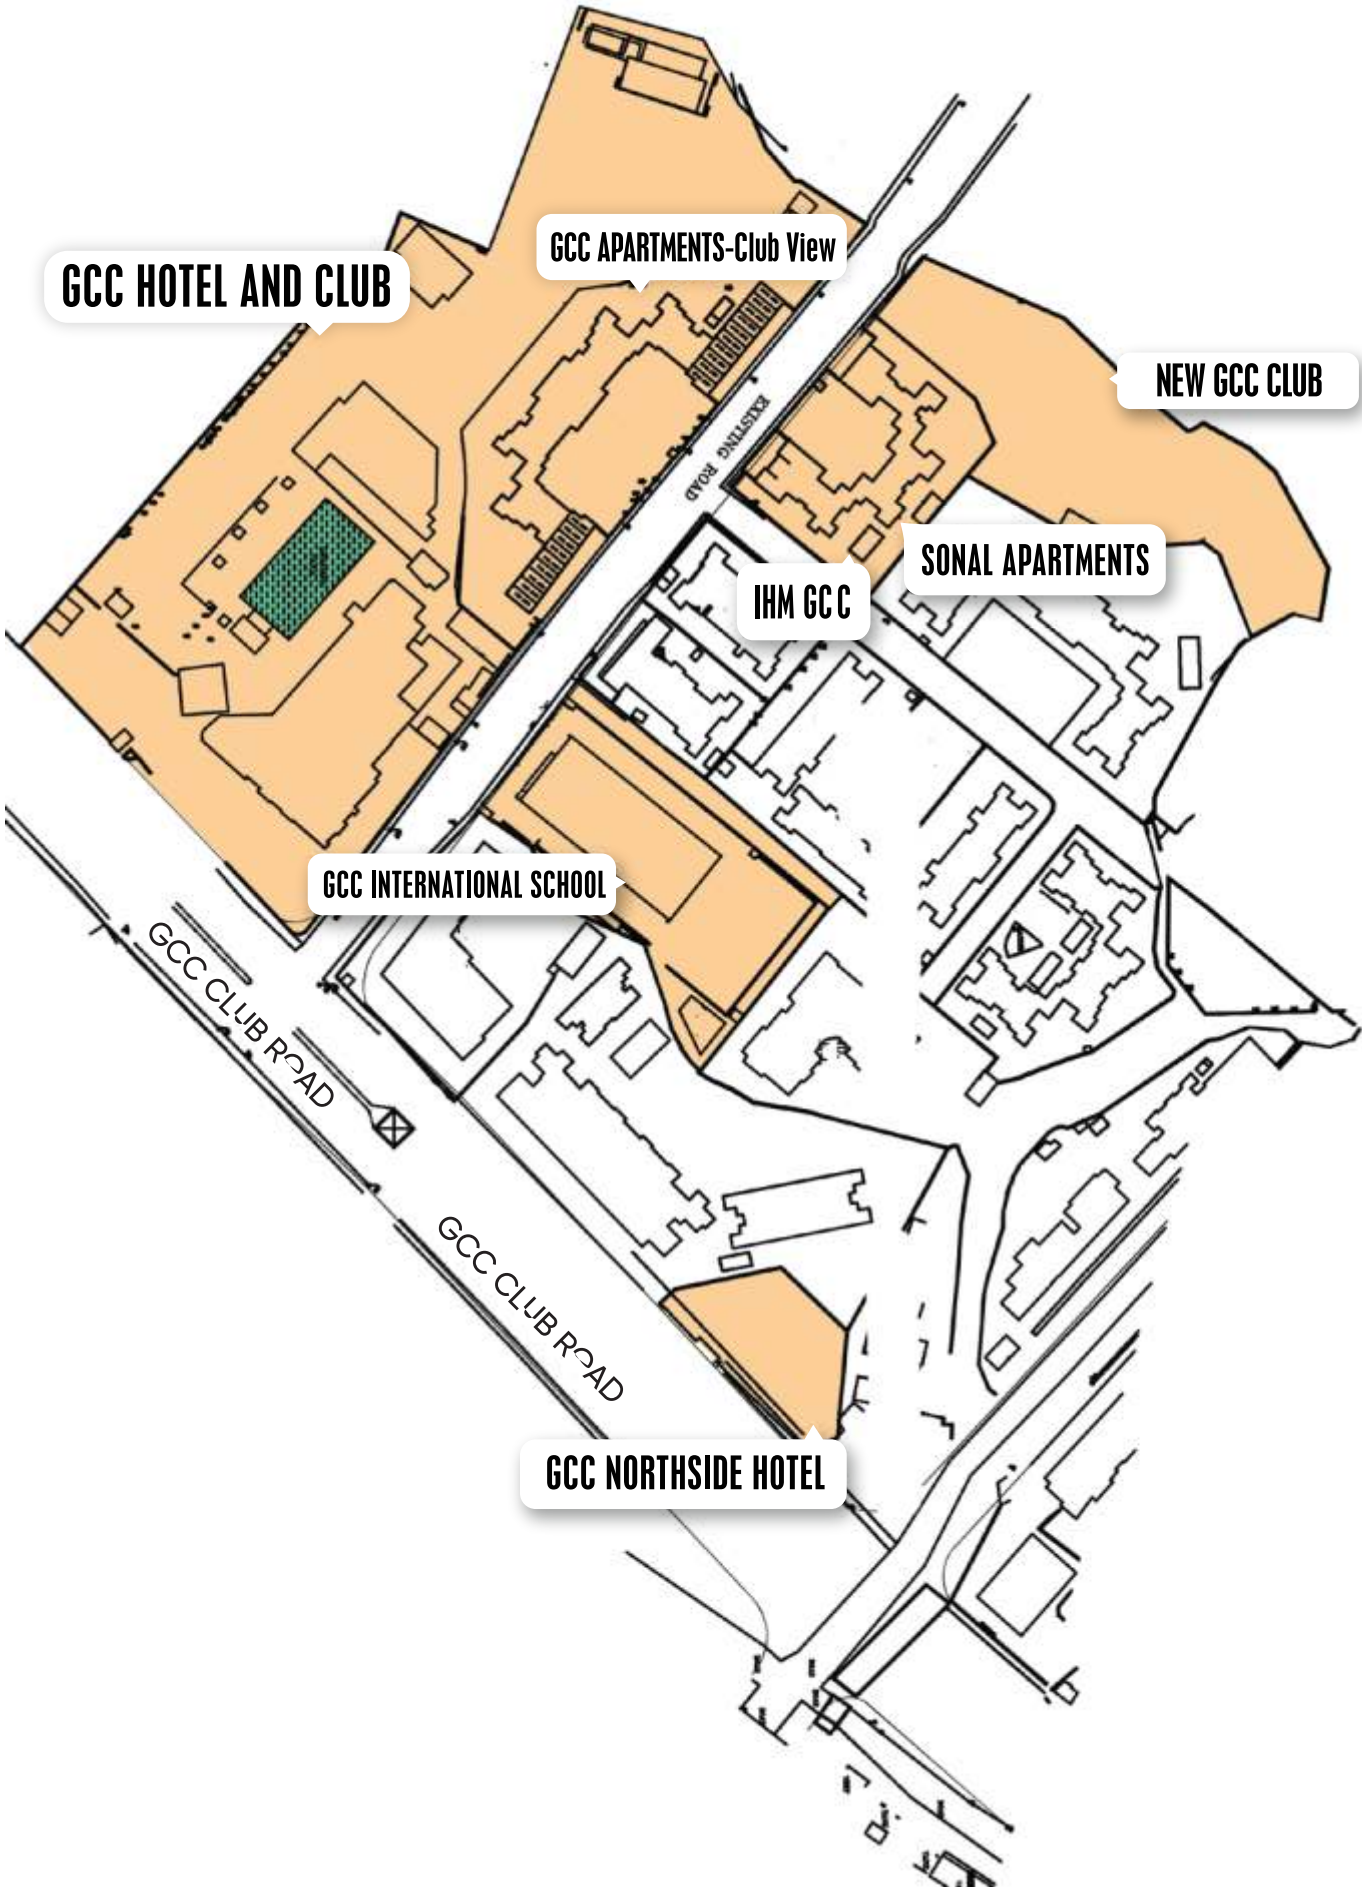 GCC APARTMENTS-Club View
GCC HOTEL AND CLUB
NEW GCC CLUB
EXISTING ROAD
SONAL APARTMENTS
IHM GC C
GCC INTERNATIONAL SCHOOL
GCC CLUB ROAD
GCC CLUB ROAD
GCC NORTHSIDE HOTEL